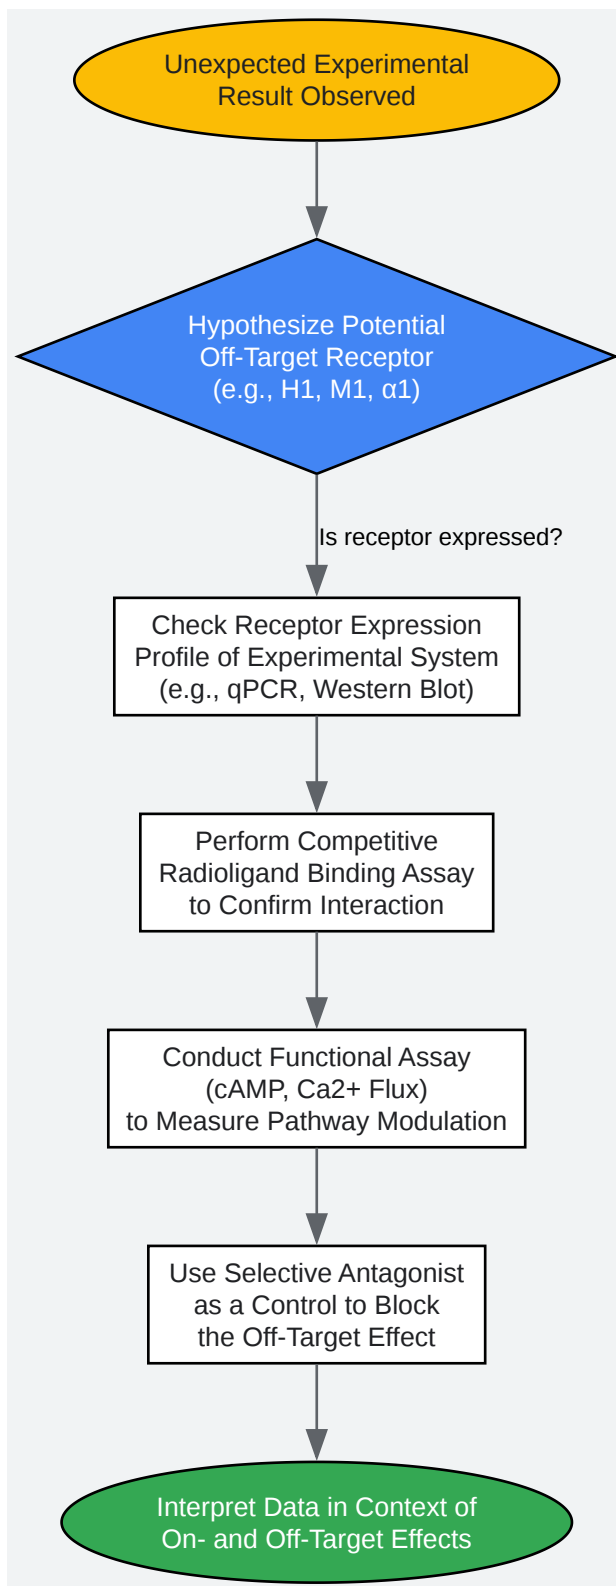 Unexpected Experimental
Result Observed
Hypothesize Potential
Off-Target Receptor
(e.g., H1, M1, α1)
Is receptor expressed?
Check Receptor Expression
Profile of Experimental System
(e.g., qPCR, Western Blot)
Perform Competitive
Radioligand Binding Assay
to Confirm Interaction
Conduct Functional Assay
(cAMP, Ca2+ Flux)
to Measure Pathway Modulation
Use Selective Antagonist
as a Control to Block
the Off-Target Effect
Interpret Data in Context of
On- and Off-Target Effects